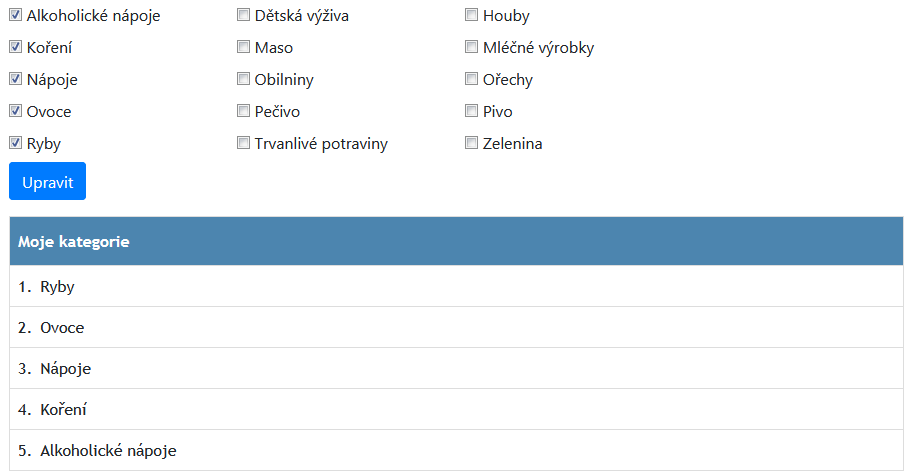 Alkoholické nápoje Dětská výživa Houby
Koření Maso Mléčné výrobky
Nápoje Obilniny Ořechy
Ovoce Pečivo Pivo
Ryby Trvanlivé potraviny Zelenina
Upravit
Moje kategorie
1. Ryby
2. Ovoce
3. Nápoje
4. Koření
5. Alkoholické nápoje